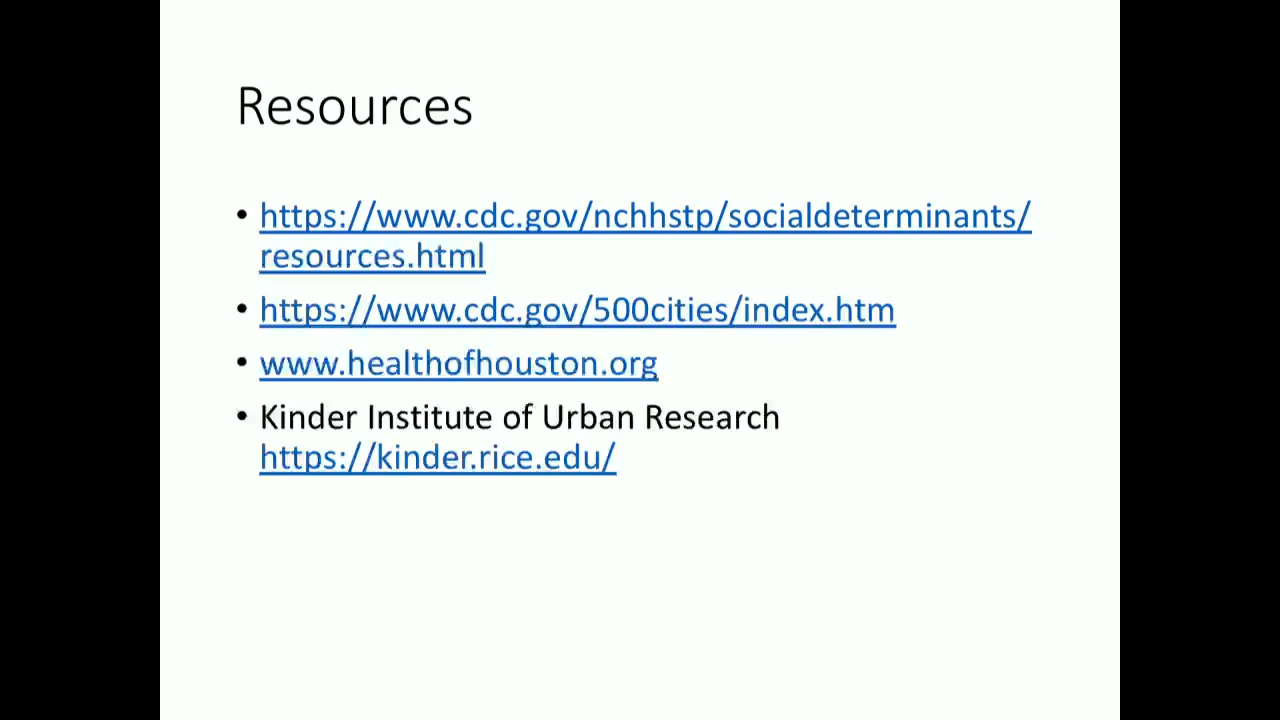 Resources
• https://www.cdc.gov/nchhstp/socialdeterminants/
resources.html
• https://www.cdc.gov/500cities/index.htm
• www.healthofhouston.org
• Kinder Institute of Urban Research
https://kinder.rice.edu/